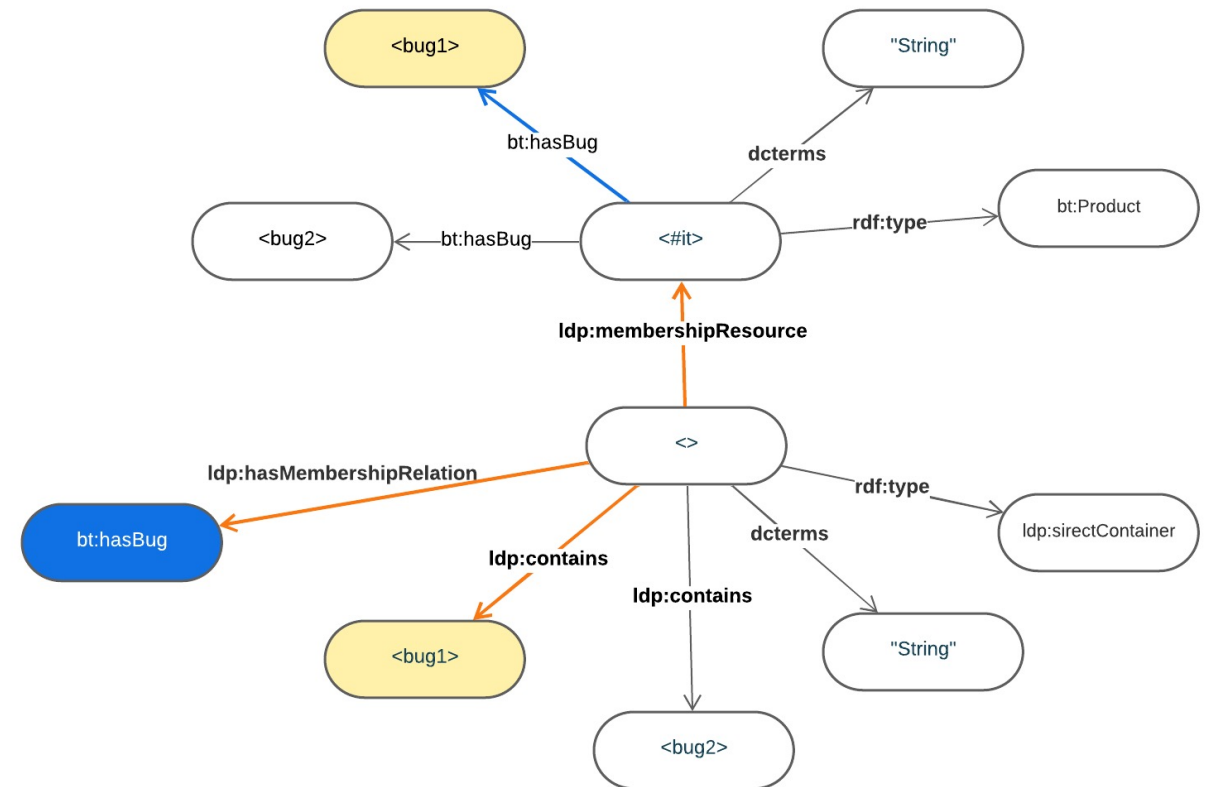 <bug1>
"String"
bt:hasBug
dcterms
bt:Product
rdf:type
<bug2>
bt:hasBug
<#it>
ldp:membershipResource
<>
ldp:hasMembershipRelation
rdf:type
bt:hasBug
dcterms
ldp:sirectContainer
ldp:contains
ldp:contains
<bug1>
"String"
<bug2>